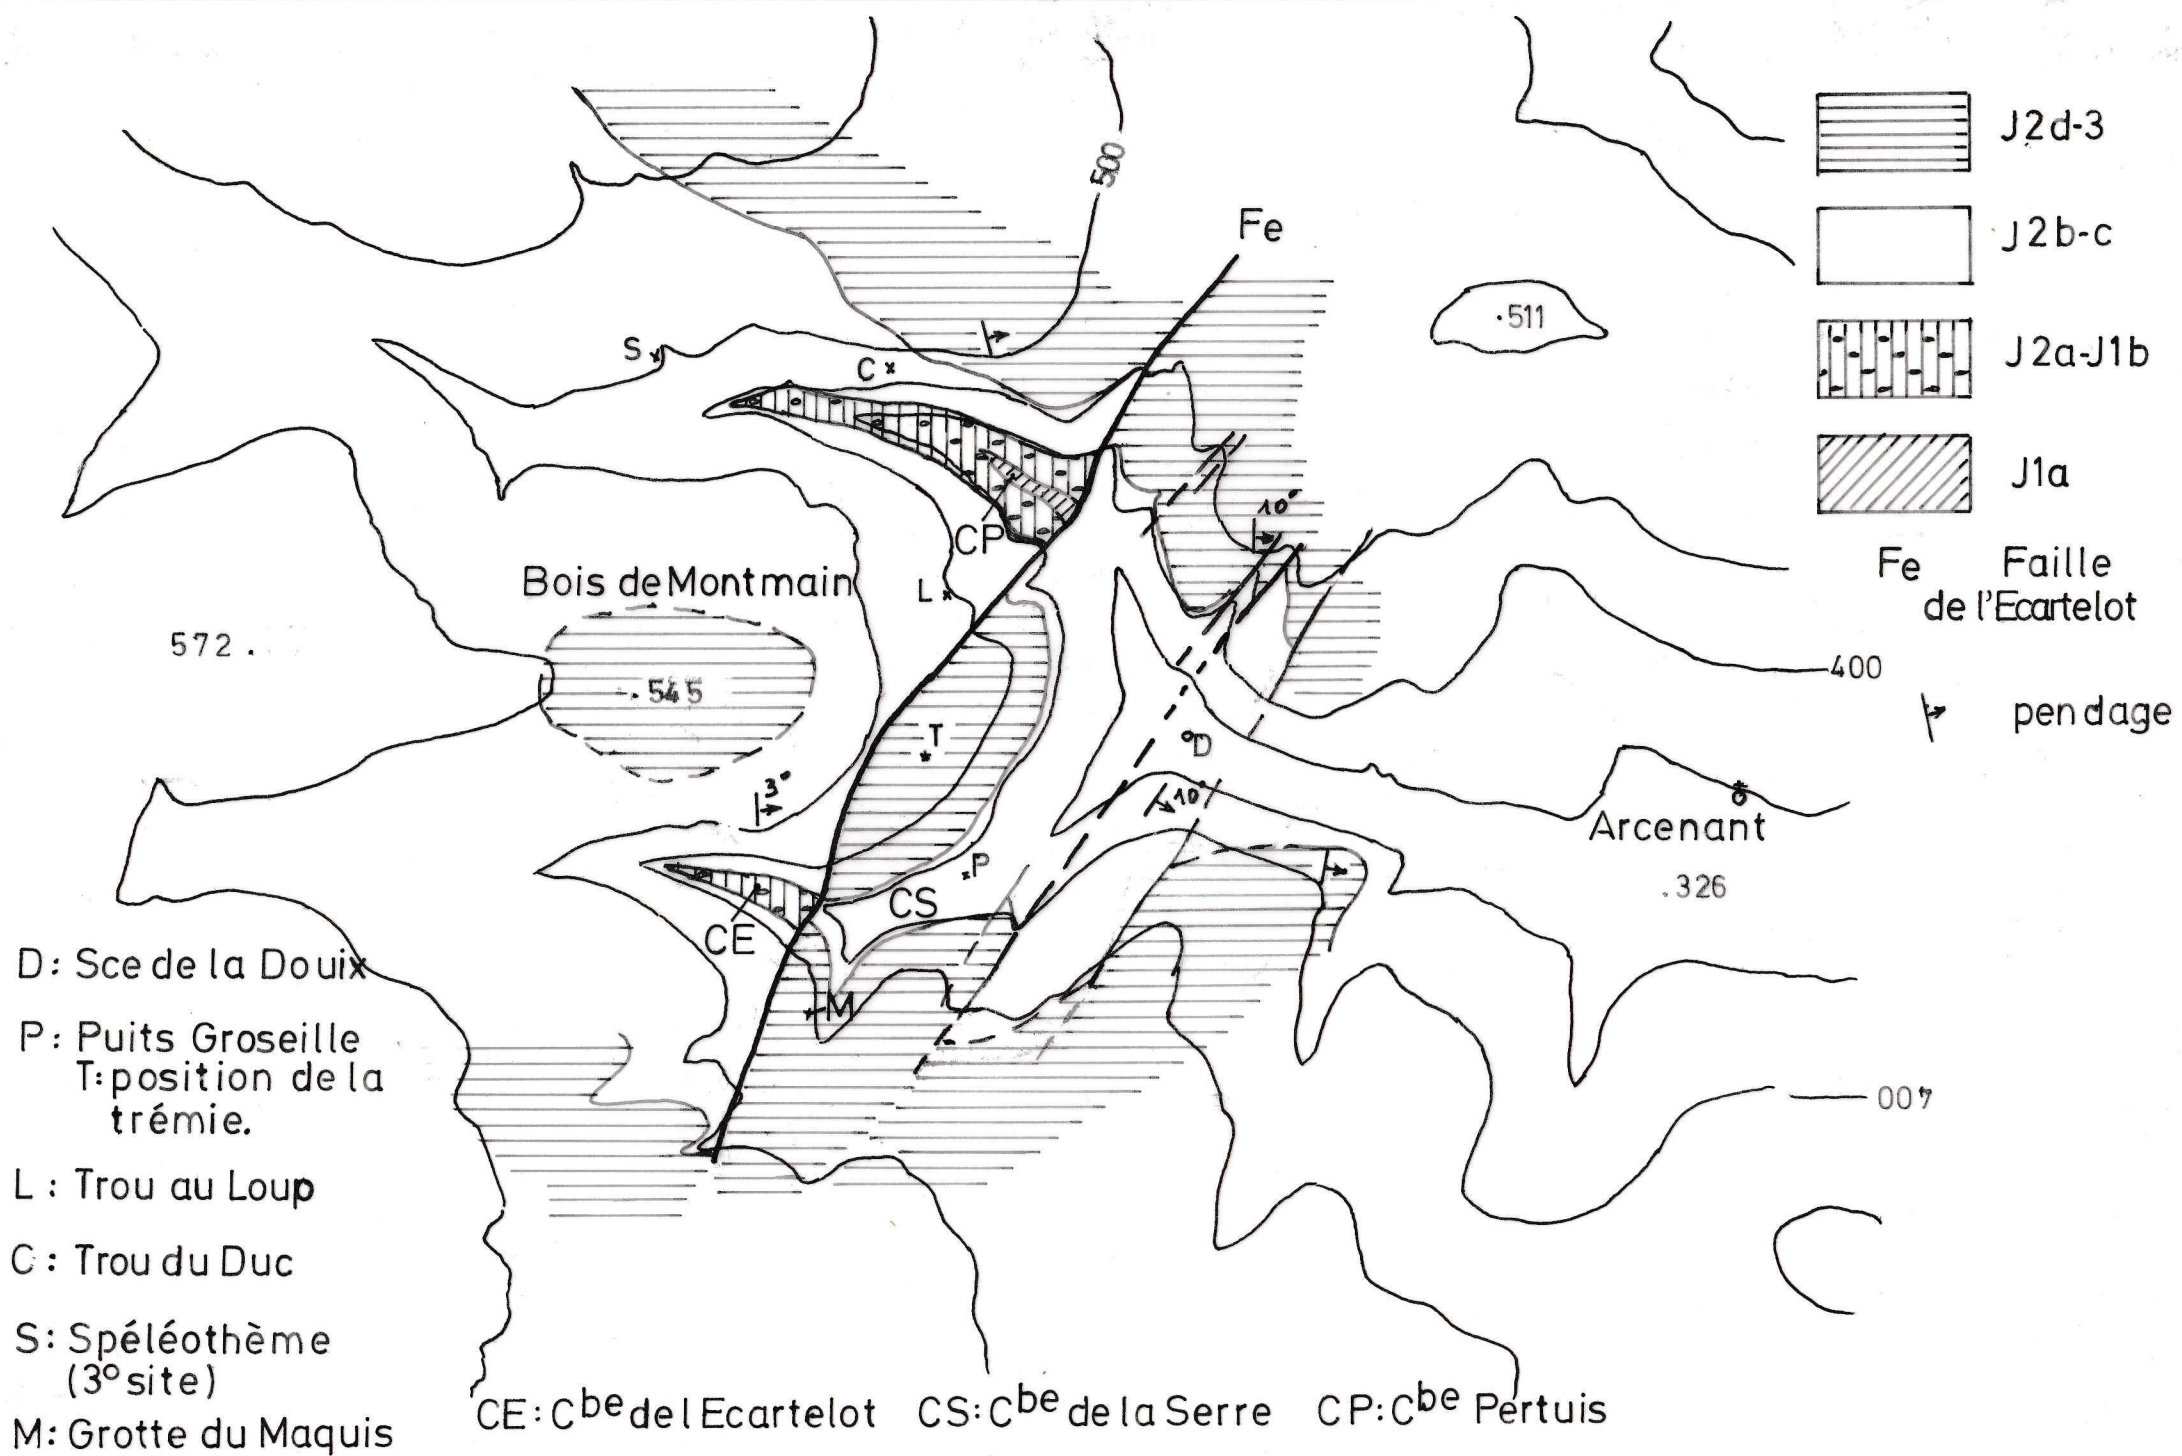 500
Fe
.511
S
C
CP
10°
Bois de Montmain
L
572 .
. 545
T
400
D
3°
10°
Arcenant
.326
P
CS
CE
M
400
J2d-3
J2b-c
J2a-J1b
J1a
Fe Faille
de l'Ecartelot
pendage
D: Sce de la Douix
P: Puits Groseille
T: position de la
trémie.
L : Trou au Loup
C : Trou du Duc
S: Spéléothème
(3° site)
M: Grotte du Maquis
CE: Cbe de l Ecartelot CS: Cbe de la Serre CP: Cbe Pertuis